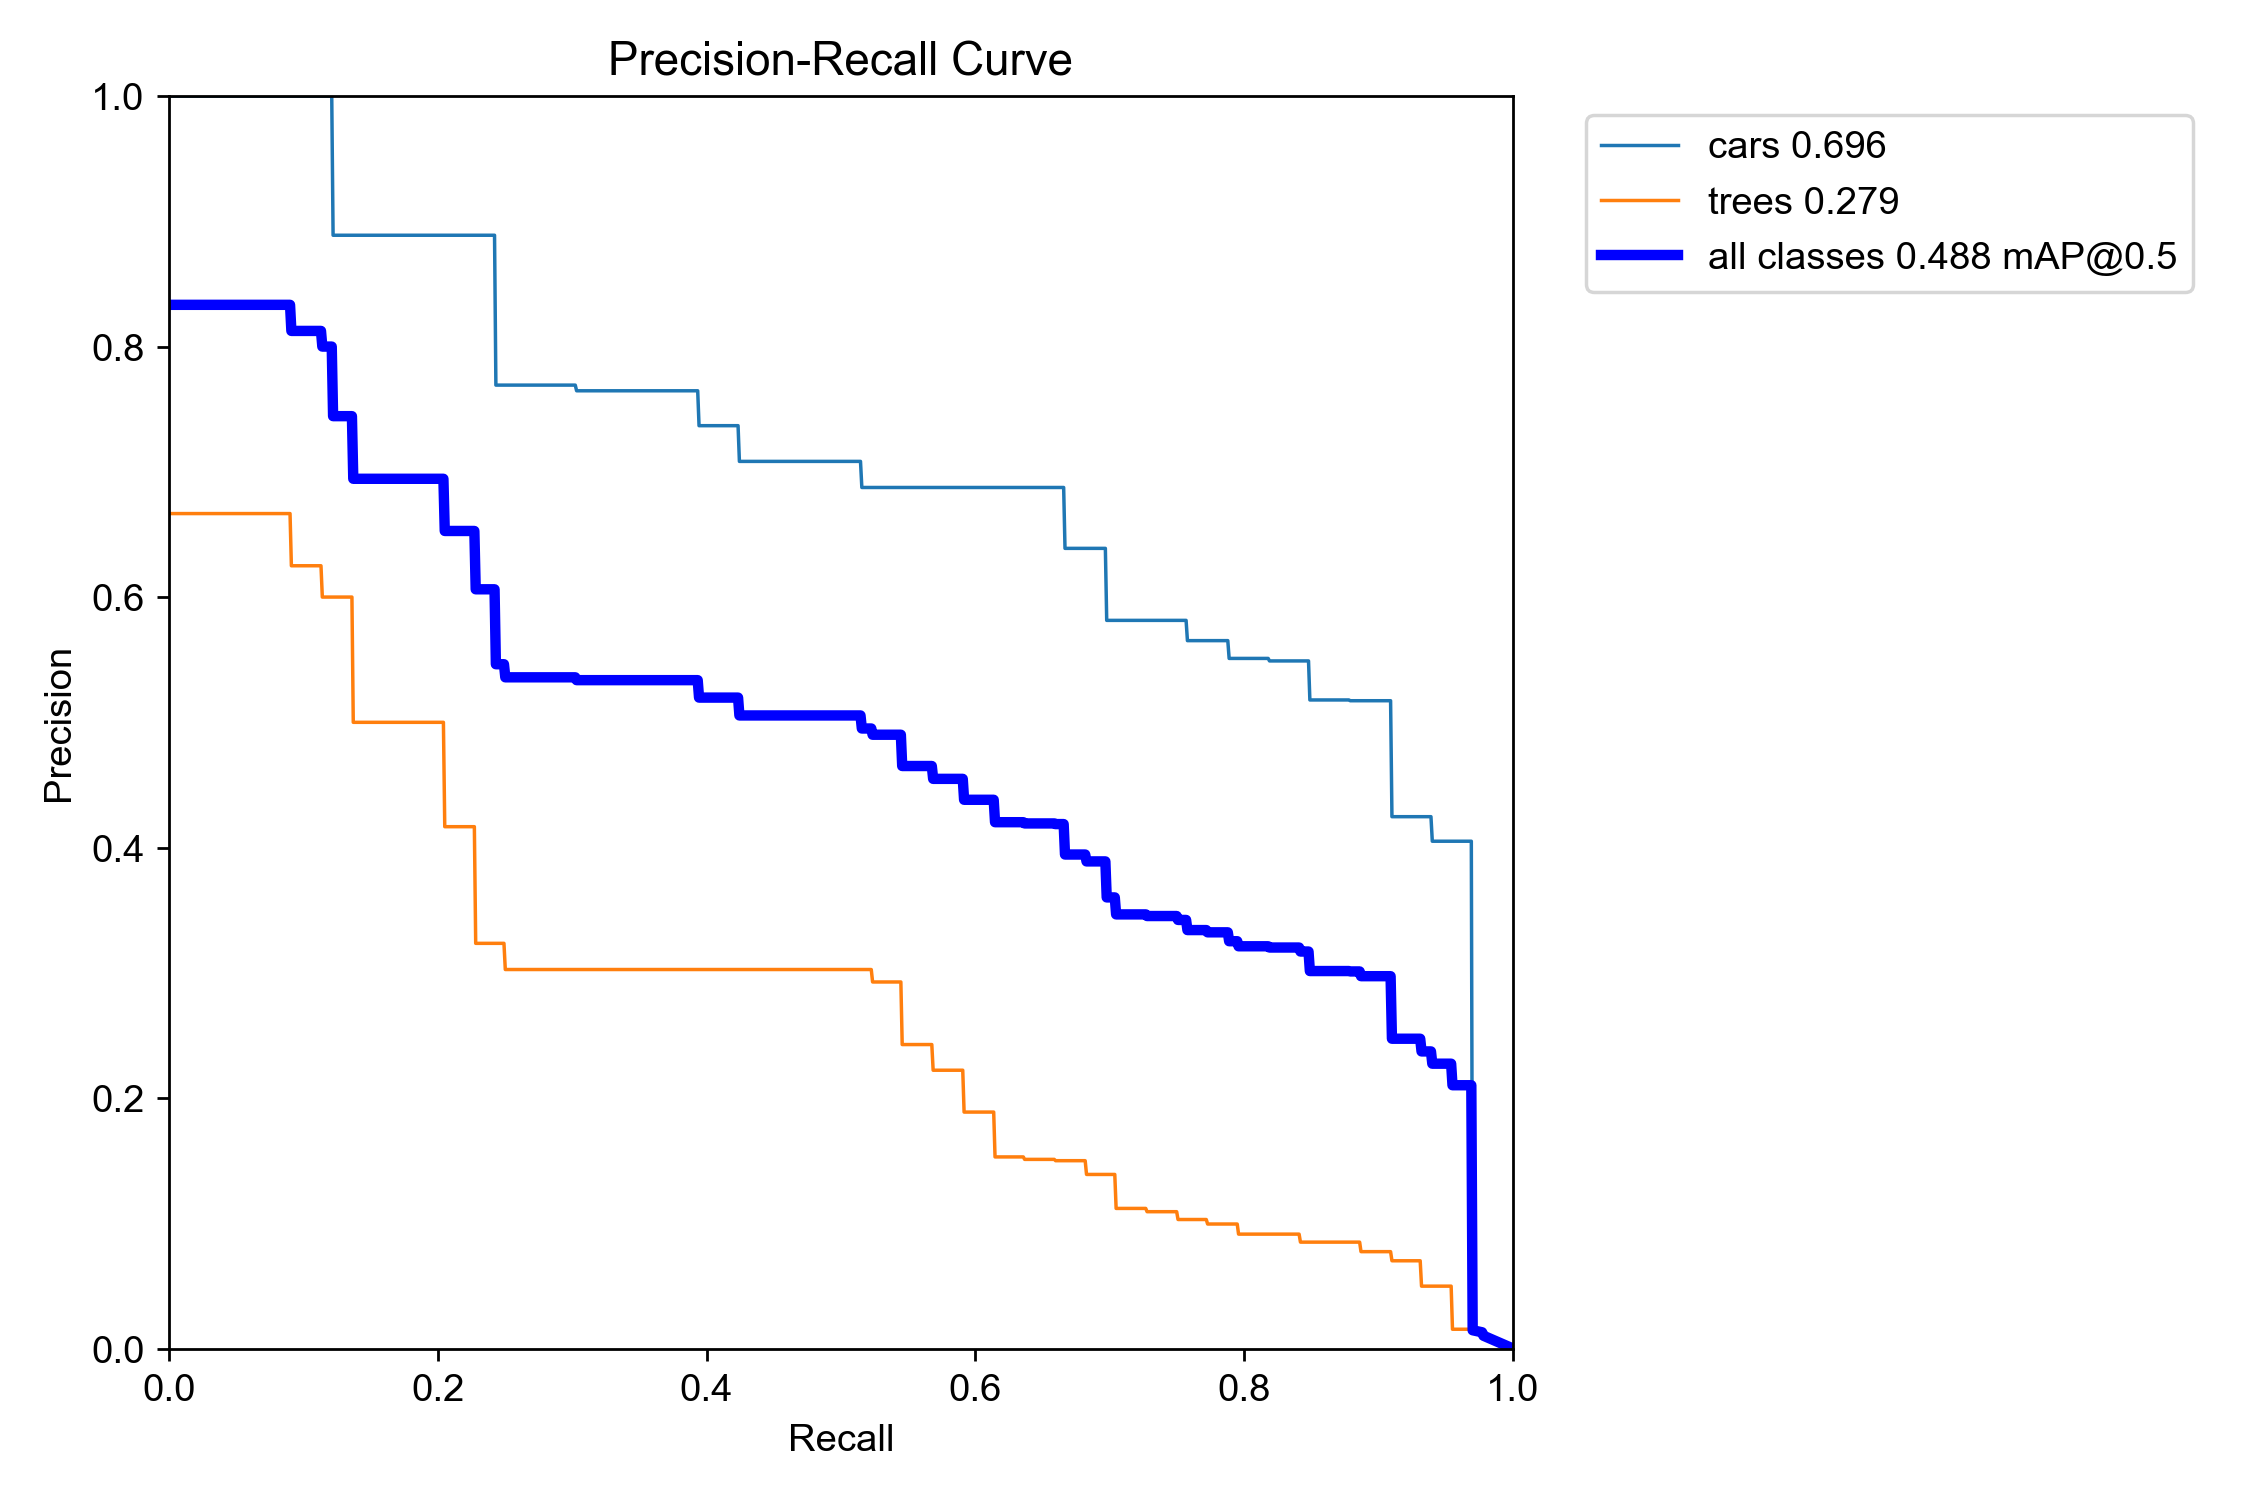 Precision-Recall Curve
cars 0.696
trees 0.279
all classes 0.488 mAP@0.5
1.0
0.8
0.6
0.4
0.2
0.0
Precision
0.0 0.2 0.4 0.6 0.8 1.0
Recall